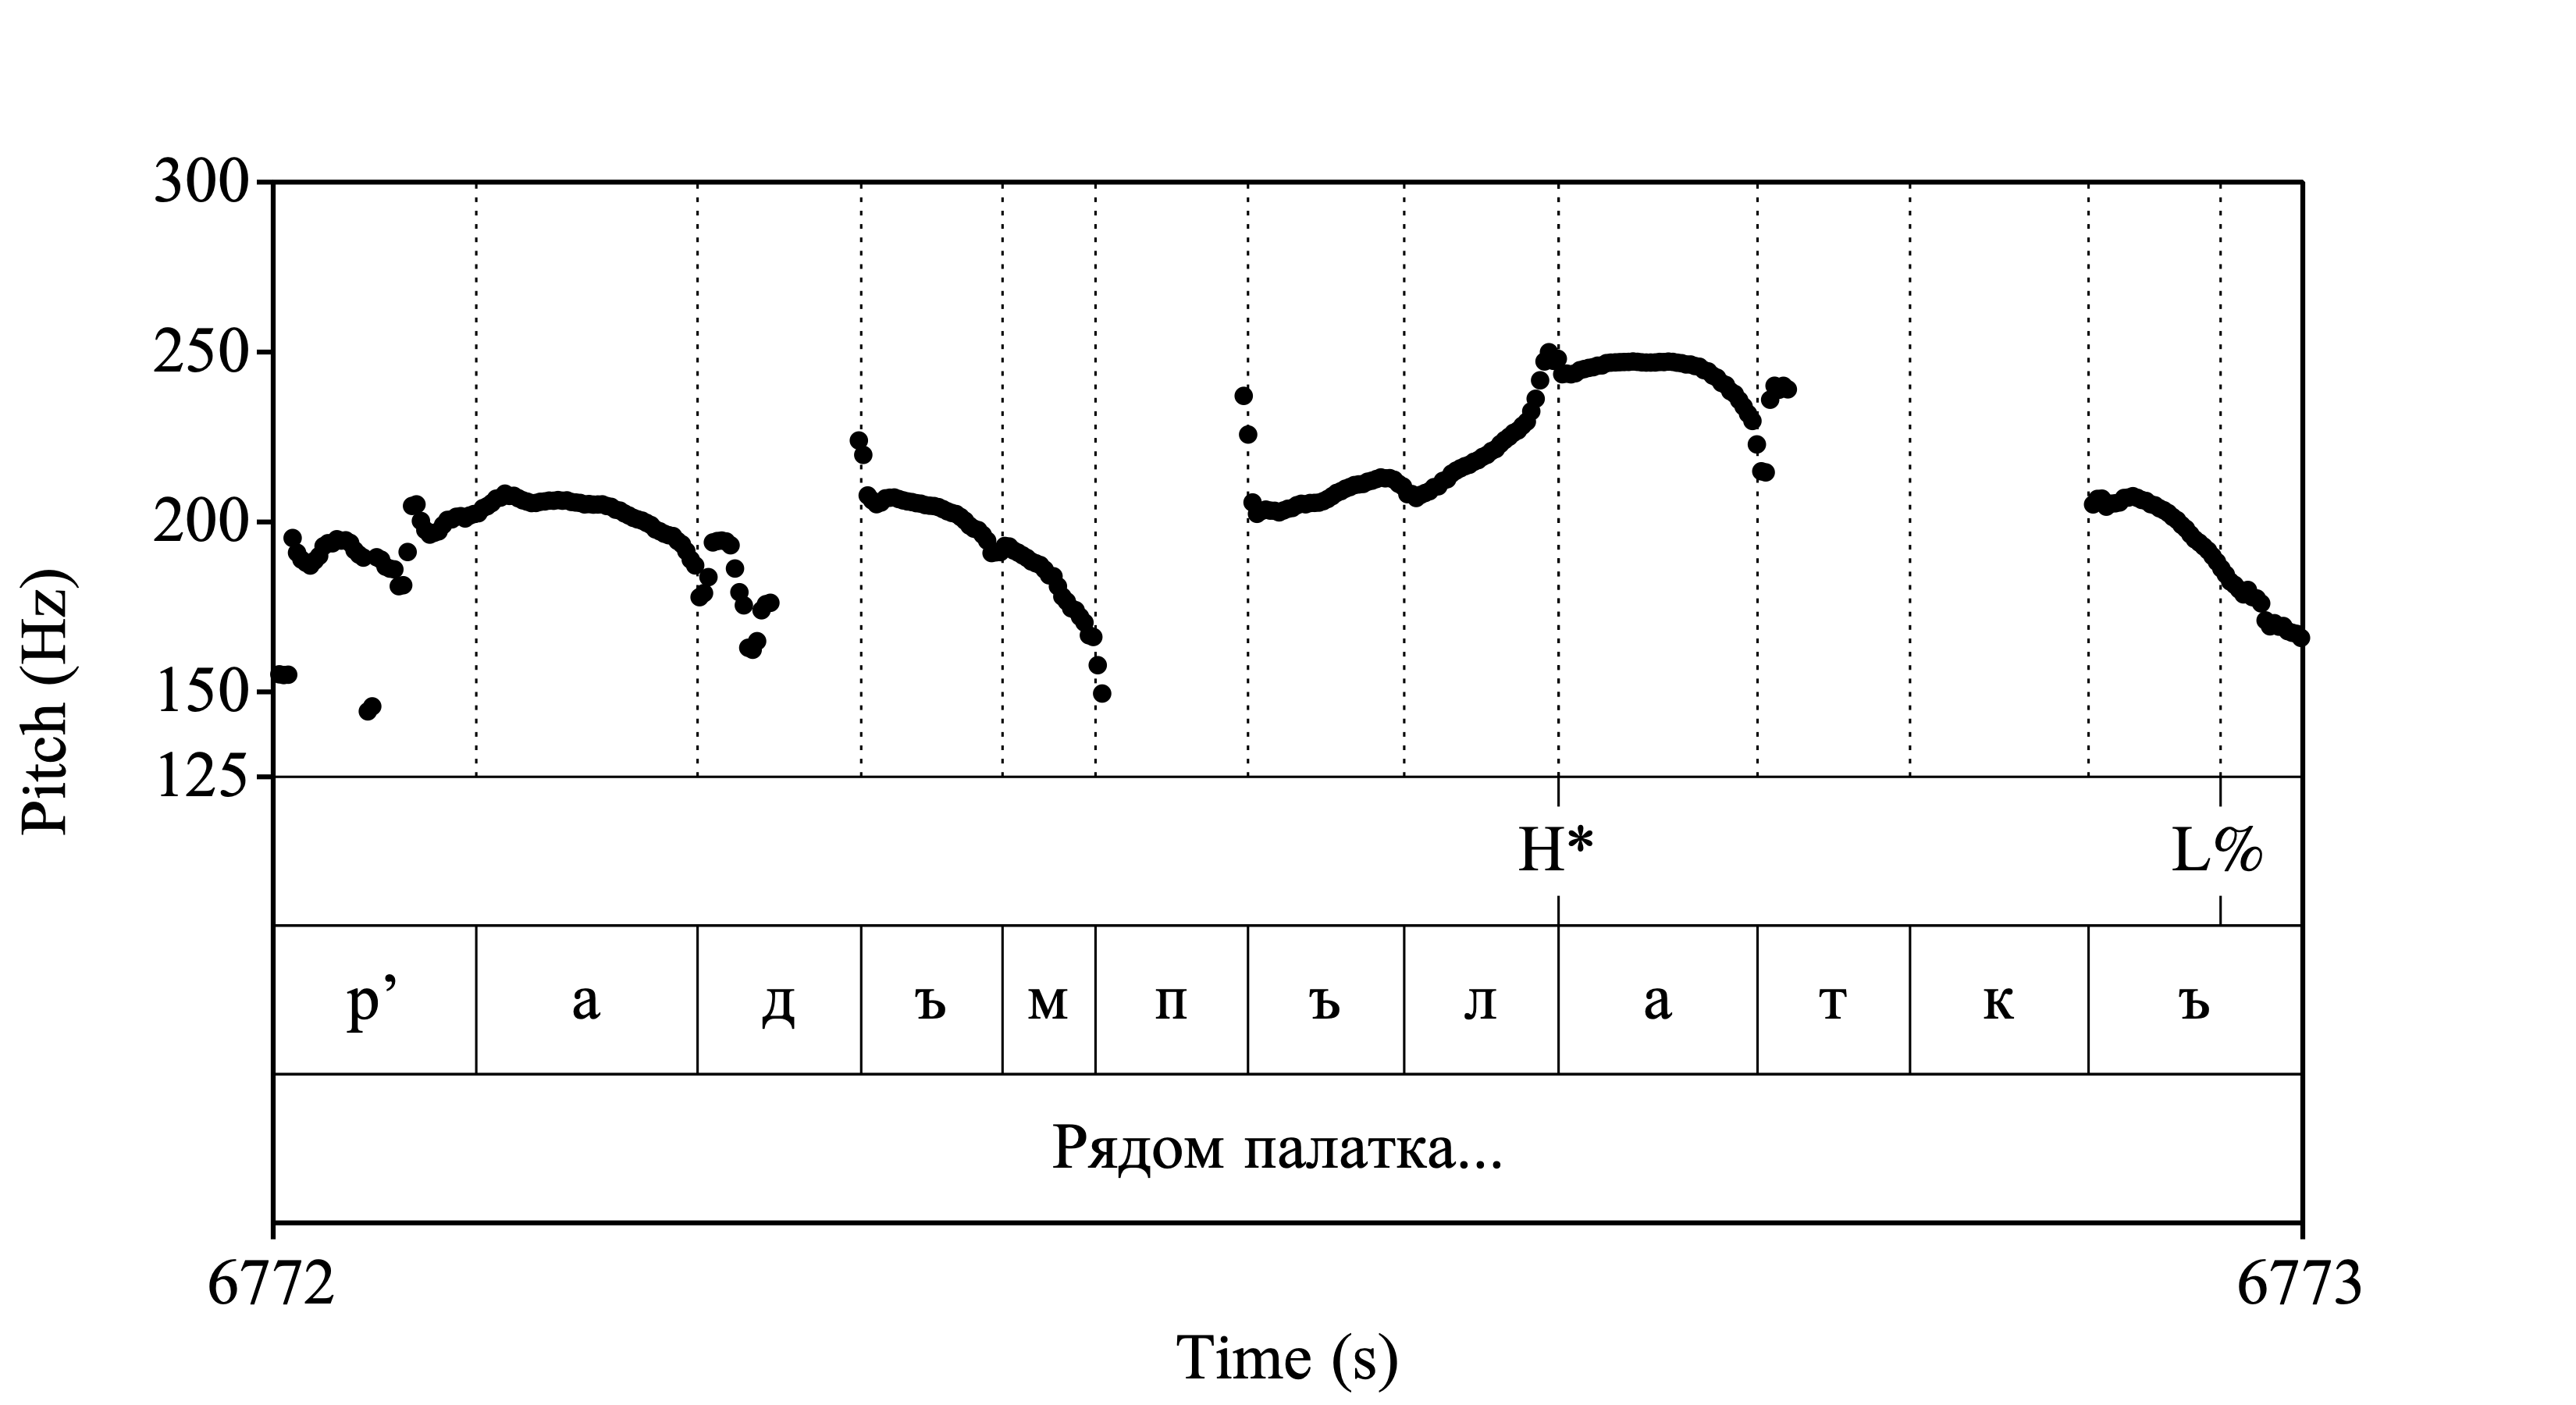 300
250
200
150
125
Pitch (Hz)
H* L%
р’ а д ъ м п ъ л а т к ъ
Рядом палатка...
6772 6773
Time (s)